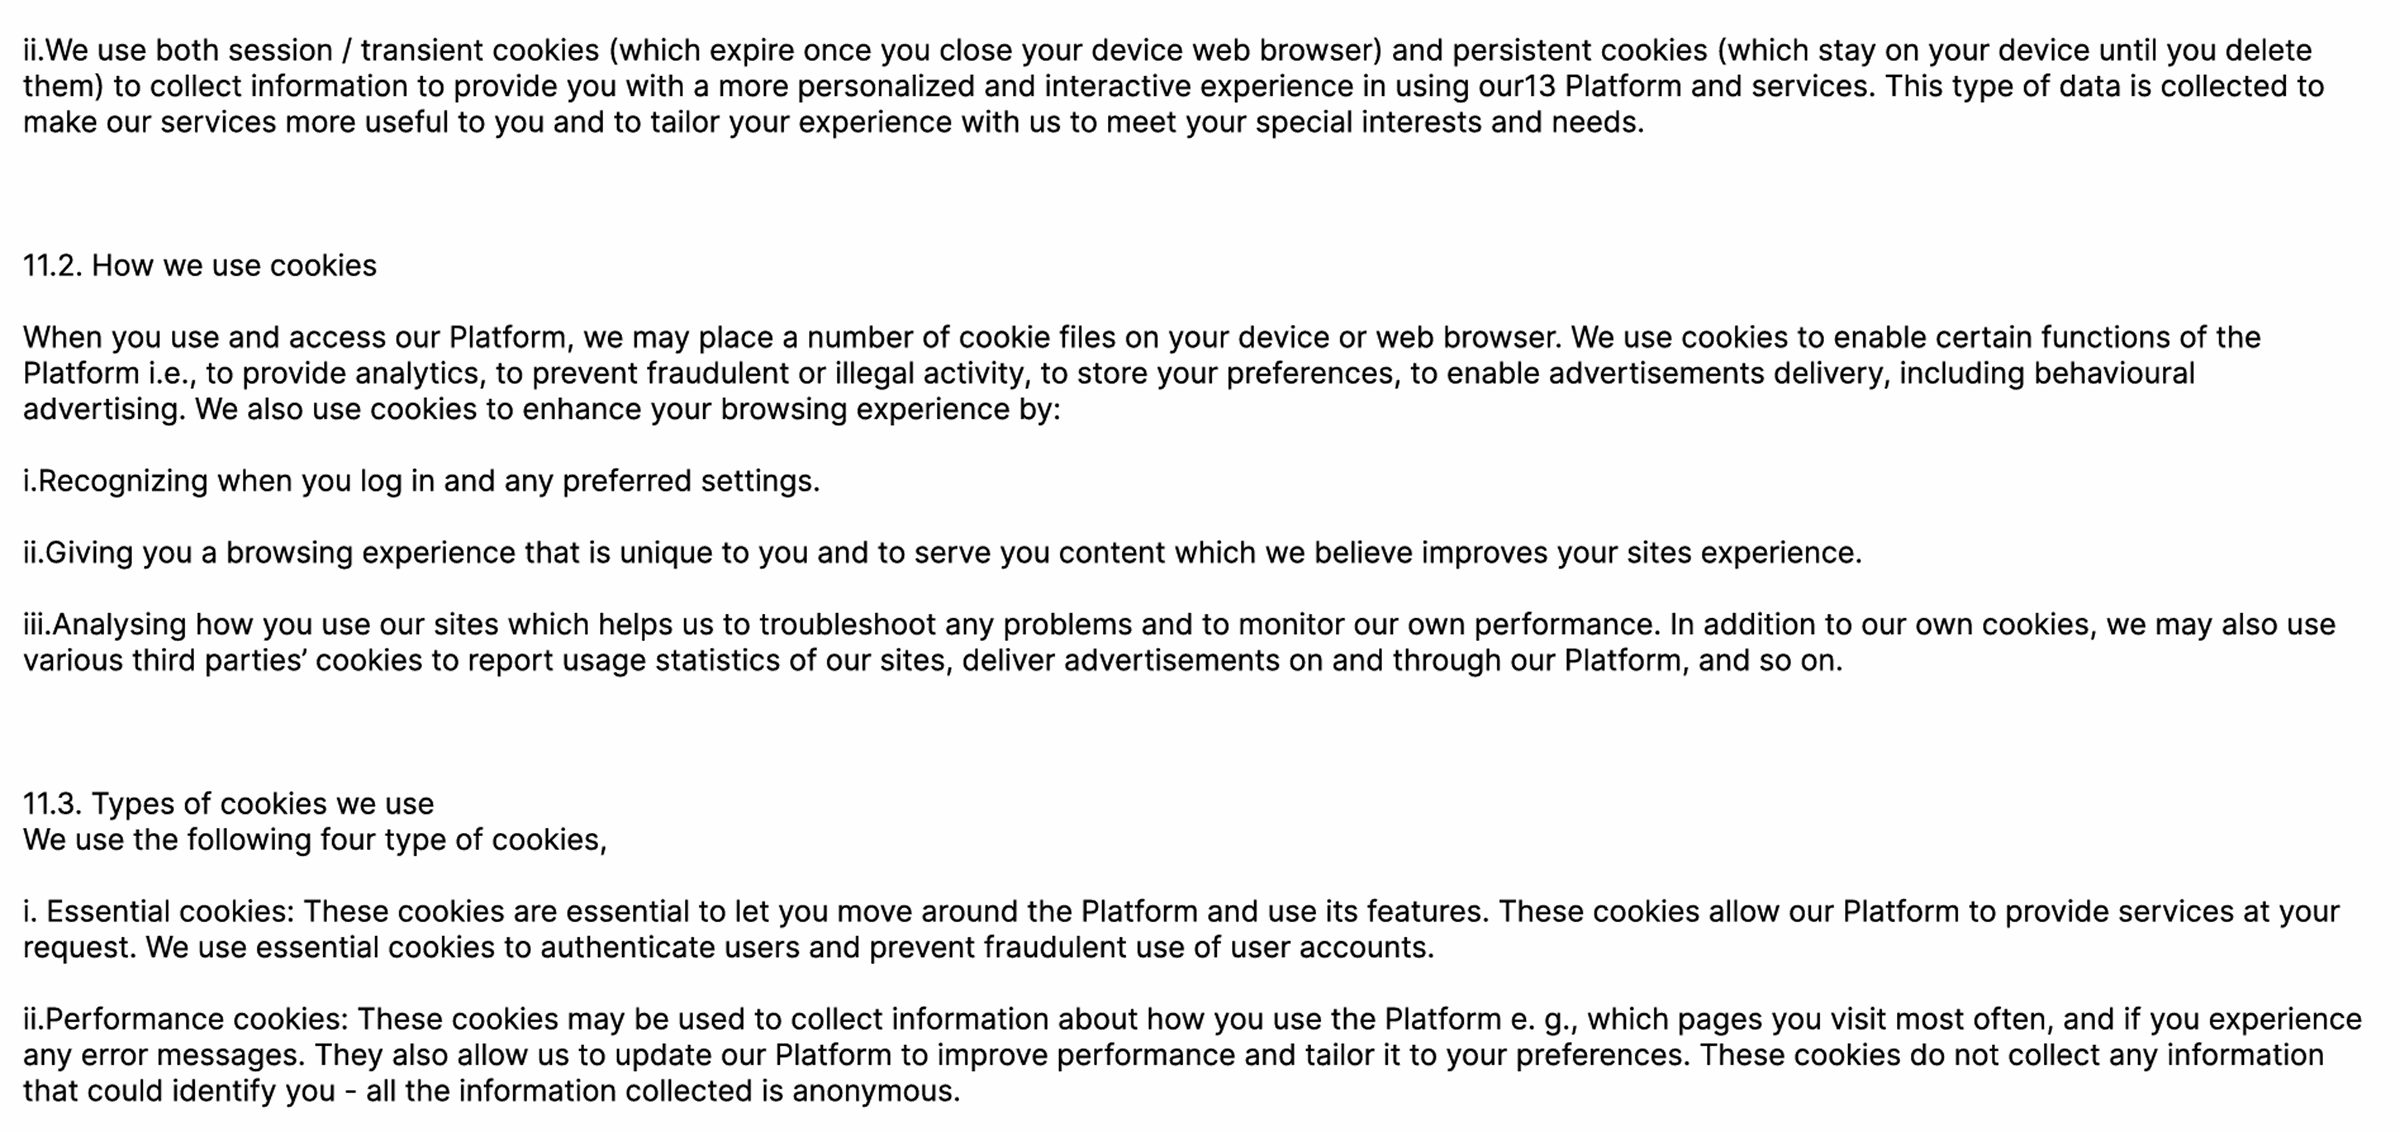 ii.We use both session / transient cookies (which expire once you close your device web browser) and persistent cookies (which stay on your device until you delete
them) to collect information to provide you with a more personalized and interactive experience in using our13 Platform and services. This type of data is collected to
make our services more useful to you and to tailor your experience with us to meet your special interests and needs.
11.2. How we use cookies
When you use and access our Platform, we may place a number of cookie files on your device or web browser. We use cookies to enable certain functions of the
Platform i.e., to provide analytics, to prevent fraudulent or illegal activity, to store your preferences, to enable advertisements delivery, including behavioural
advertising. We also use cookies to enhance your browsing experience by:
i.Recognizing when you log in and any preferred settings.
ii.Giving you a browsing experience that is unique to you and to serve you content which we believe improves your sites experience.
iii.Analysing how you use our sites which helps us to troubleshoot any problems and to monitor our own performance. In addition to our own cookies, we may also use
various third parties’ cookies to report usage statistics of our sites, deliver advertisements on and through our Platform, and so on.
11.3. Types of cookies we use
We use the following four type of cookies,
i. Essential cookies: These cookies are essential to let you move around the Platform and use its features. These cookies allow our Platform to provide services at your
request. We use essential cookies to authenticate users and prevent fraudulent use of user accounts.
ii.Performance cookies: These cookies may be used to collect information about how you use the Platform e. g., which pages you visit most often, and if you experience
any error messages. They also allow us to update our Platform to improve performance and tailor it to your preferences. These cookies do not collect any information
that could identify you - all the information collected is anonymous.